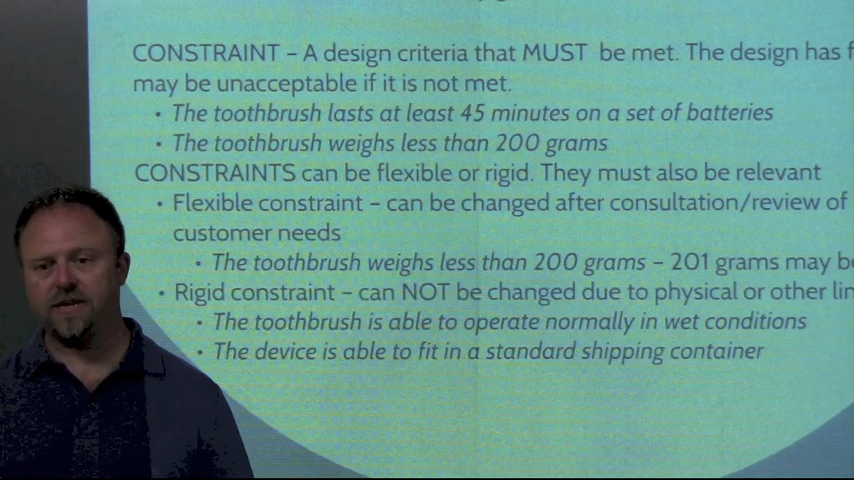 CONSTRAINT – A design criteria that MUST be met. The design has f
may be unacceptable if it is not met.
• The toothbrush lasts at least 45 minutes on a set of batteries
• The toothbrush weighs less than 200 grams
CONSTRAINTS can be flexible or rigid. They must also be relevant
• Flexible constraint – can be changed after consultation/review of
customer needs
• The toothbrush weighs less than 200 grams – 201 grams may b
• Rigid constraint – can NOT be changed due to physical or other lin
• The toothbrush is able to operate normally in wet conditions
• The device is able to fit in a standard shipping container